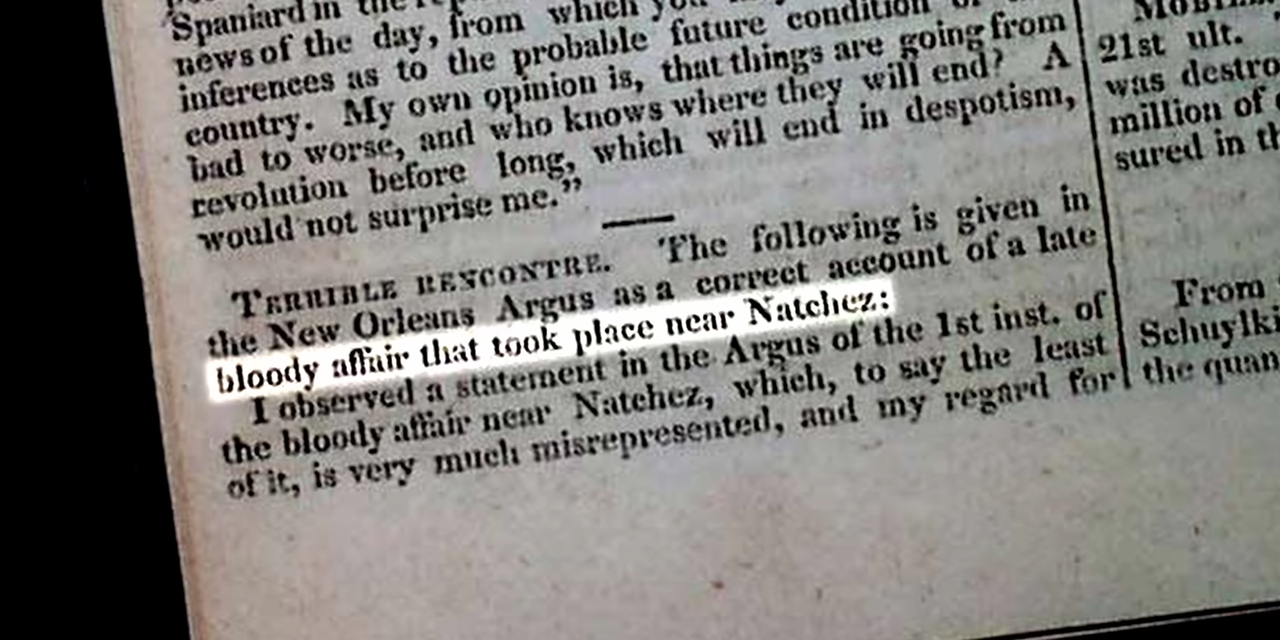 Spaniard in the
news of the day, from which you
inferences as to the probable future condition
country. My own opinion is, that things are going from
bad to worse, and who knows where they will end? A
revolution before long, which will end in despotism,
would not surprise me.”
TERRIBLE RENCONTRE. The following is given in
the New Orleans Argus as a correct account of a late
bloody affair that took place near Natchez:
I observed a statement in the Argus of the 1st inst. of
the bloody affair near Natchez, which, to say the least
of it, is very much misrepresented, and my regard for
21st ult.
was destro
million of
sured in th
From
Schuylki
the quan